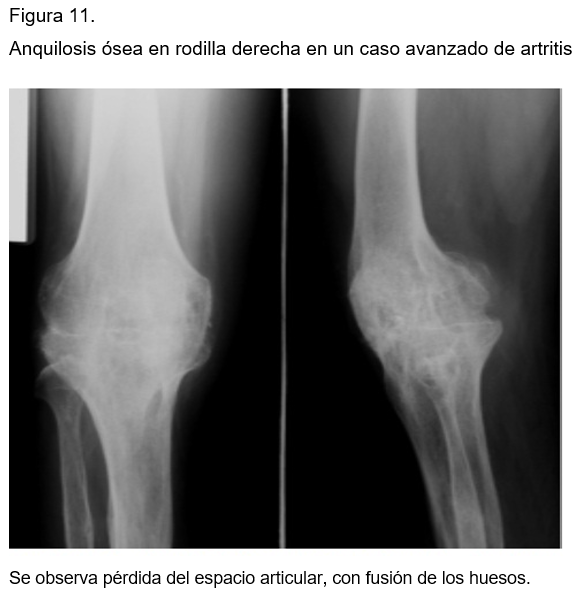 Figura 11.
Anquilosis ósea en rodilla derecha en un caso avanzado de artritis
Se observa pérdida del espacio articular, con fusión de los huesos.